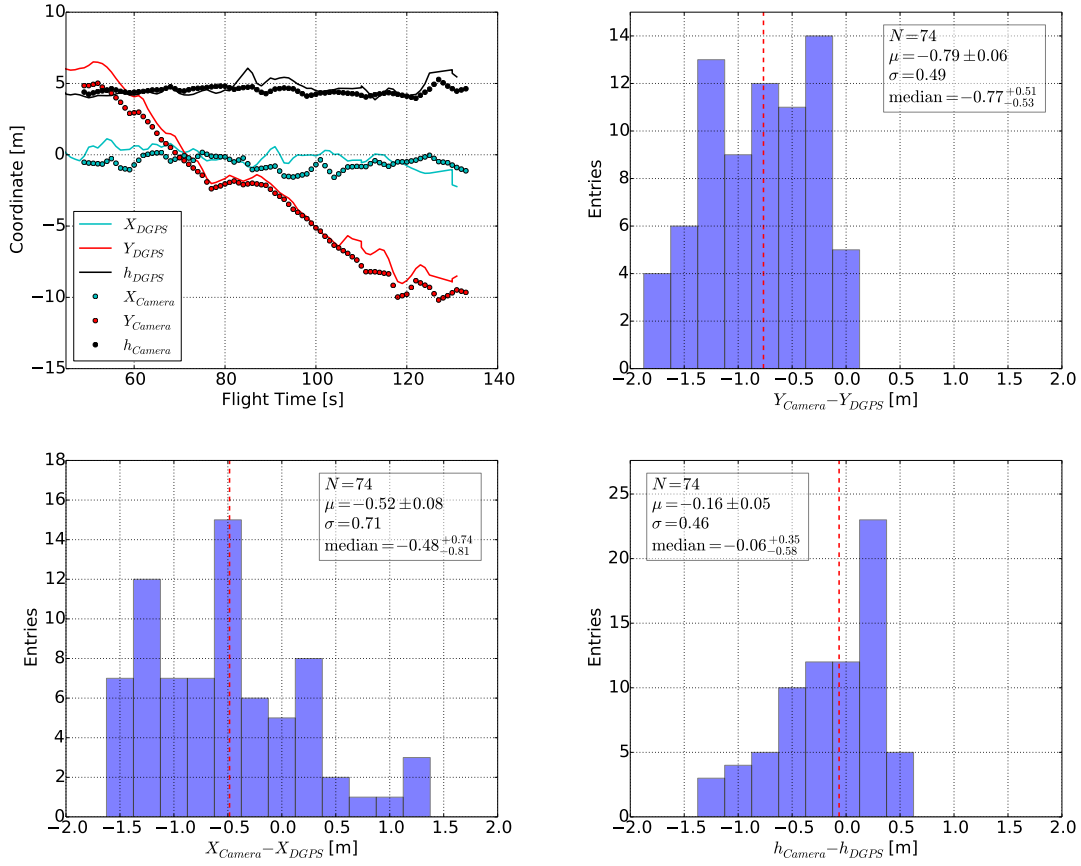 10
5
0
−5
−10
−15
60
80
100
120
140
Coordinate [m]
Flight Time [s]
X_DGPS
Y_DGPS
h_DGPS
X_Camera
Y_Camera
h_Camera
14
12
10
8
6
4
2
0
−2.0 −1.5 −1.0 −0.5 0.0 0.5 1.0 1.5 2.0
Entries
Y_Camera−Y_DGPS [m]
N=74
μ=−0.79±0.06
σ=0.49
median=−0.77 +0.51 −0.53
18
16
14
12
10
8
6
4
2
0
−2.0 −1.5 −1.0 −0.5 0.0 0.5 1.0 1.5 2.0
Entries
X_Camera−X_DGPS [m]
N=74
μ=−0.52±0.08
σ=0.71
median=−0.48 +0.74 −0.81
25
20
15
10
5
0
−2.0 −1.5 −1.0 −0.5 0.0 0.5 1.0 1.5 2.0
Entries
h_Camera−h_DGPS [m]
N=74
μ=−0.16±0.05
σ=0.46
median=−0.06 +0.35 −0.58